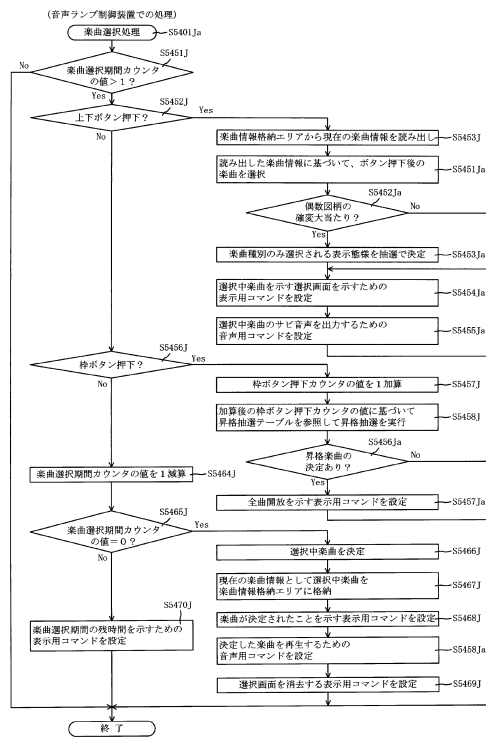 (音声ランプ制御装置での処理)
楽曲選択処理
S5401Ja
S5451J
楽曲選択期間カウンタ
の値>1?
No
Yes
S5452J
上下ボタン押下?
Yes
No
楽曲情報格納エリアから現在の楽曲情報を読み出し
S5453J
読み出した楽曲情報に基づいて、ボタン押下後の
楽曲を選択
S5451Ja
S5452Ja
偶数図柄の
確変大当たり?
No
Yes
楽曲種別のみ選択される表示態様を抽選で決定
S5453Ja
選択中楽曲を示す選択画面を示すための
表示用コマンドを設定
S5454Ja
選択中楽曲のサビ音声を出力するための
音声用コマンドを設定
S5455Ja
S5456J
枠ボタン押下?
Yes
No
枠ボタン押下カウンタの値を1加算
S5457J
加算後の枠ボタン押下カウンタの値に基づいて
昇格抽選テーブルを参照して昇格抽選を実行
S5458J
S5456Ja
昇格楽曲の
決定あり?
No
Yes
楽曲選択期間カウンタの値を1減算
S5464J
全曲開放を示す表示用コマンドを設定
S5457Ja
S5465J
楽曲選択期間カウンタ
の値=0?
Yes
No
選択中楽曲を決定
S5466J
現在の楽曲情報として選択中楽曲を
楽曲情報格納エリアに格納
S5467J
S5470J
楽曲選択期間の残時間を示すための
表示用コマンドを設定
楽曲が決定されたことを示す表示用コマンドを設定
S5468J
決定した楽曲を再生するための
音声用コマンドを設定
S5458Ja
選択画面を消去する表示用コマンドを設定
S5469J
終了